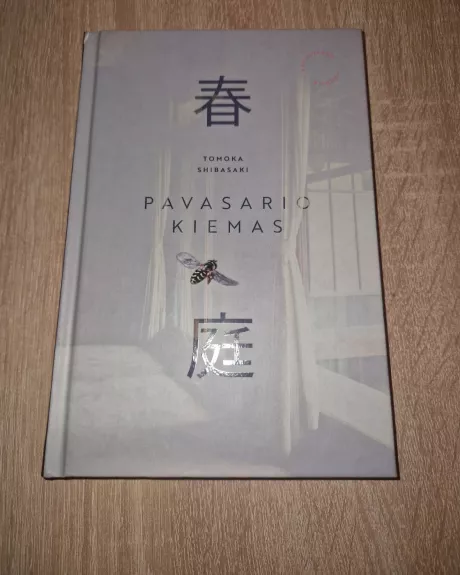 春
TOMOKA
SHIBASAKI
PAVASARIO
KIEMAS
庭